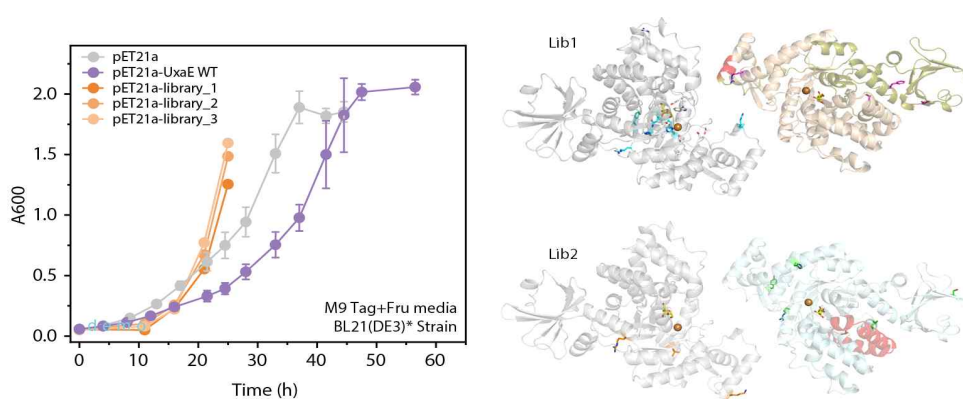 pET21a
pET21a-UxaE WT
pET21a-library_1
pET21a-library_2
pET21a-library_3
2.0
1.5
1.0
0.5
0.0
A600
M9 Tag+Fru media
BL21(DE3)* Strain
0 10 20 30 40 50 60
Time (h)
Lib1
Lib2